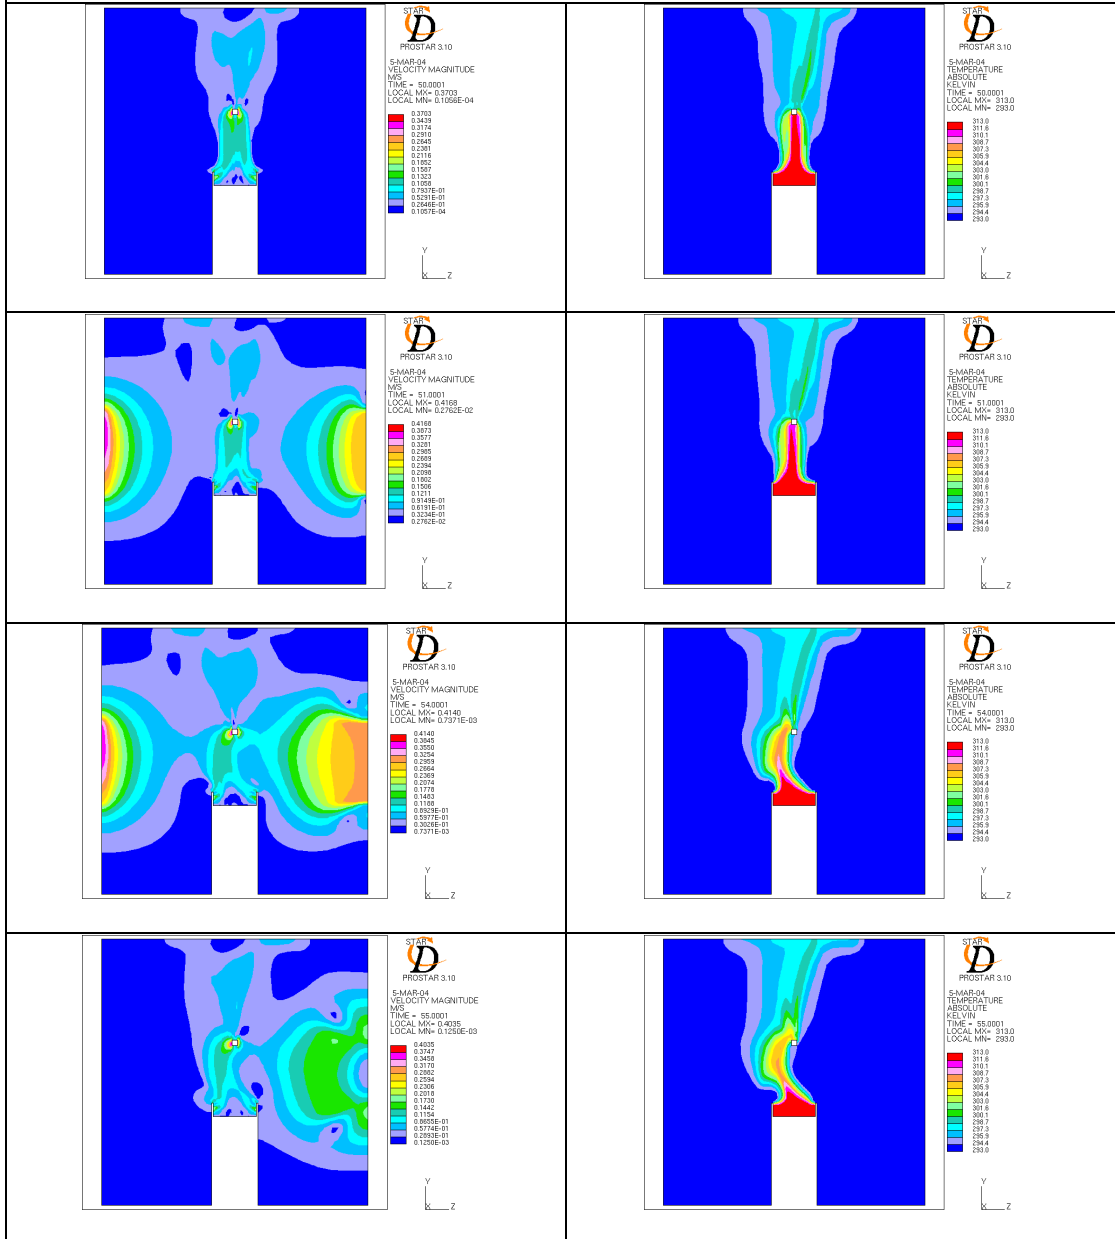 STAR
D
PROSTAR 3.10
5-MAR-04
VELOCITY MAGNITUDE
M/S
TIME = 50.0001
LOCAL MX= 0.3703
LOCAL MN= 0.1056E-04
0.3703
0.3439
0.3174
0.2910
0.2645
0.2381
0.2116
0.1852
0.1587
0.1323
0.1058
0.7937E-01
0.5291E-01
0.2646E-01
0.1057E-04
Y
X Z
STAR
D
PROSTAR 3.10
5-MAR-04
TEMPERATURE
ABSOLUTE
KELVIN
TIME = 50.0001
LOCAL MX= 313.0
LOCAL MN= 293.0
313.0
311.6
310.1
308.7
307.3
305.9
304.4
303.0
301.6
300.1
298.7
297.3
295.9
294.4
293.0
Y
X Z
STAR
D
PROSTAR 3.10
5-MAR-04
VELOCITY MAGNITUDE
M/S
TIME = 51.0001
LOCAL MX= 0.4168
LOCAL MN= 0.2762E-02
0.4168
0.3873
0.3577
0.3281
0.2985
0.2689
0.2394
0.2098
0.1802
0.1506
0.1211
0.9149E-01
0.6191E-01
0.3234E-01
0.2762E-02
Y
X Z
STAR
D
PROSTAR 3.10
5-MAR-04
TEMPERATURE
ABSOLUTE
KELVIN
TIME = 51.0001
LOCAL MX= 313.0
LOCAL MN= 293.0
313.0
311.6
310.1
308.7
307.3
305.9
304.4
303.0
301.6
300.1
298.7
297.3
295.9
294.4
293.0
Y
X Z
STAR
D
PROSTAR 3.10
5-MAR-04
VELOCITY MAGNITUDE
M/S
TIME = 54.0001
LOCAL MX= 0.4140
LOCAL MN= 0.7371E-03
0.4140
0.3845
0.3550
0.3254
0.2959
0.2664
0.2369
0.2074
0.1778
0.1483
0.1188
0.8929E-01
0.5977E-01
0.3026E-01
0.7371E-03
Y
X Z
STAR
D
PROSTAR 3.10
5-MAR-04
TEMPERATURE
ABSOLUTE
KELVIN
TIME = 54.0001
LOCAL MX= 313.0
LOCAL MN= 293.0
313.0
311.6
310.1
308.7
307.3
305.9
304.4
303.0
301.6
300.1
298.7
297.3
295.9
294.4
293.0
Y
X Z
STAR
D
PROSTAR 3.10
5-MAR-04
VELOCITY MAGNITUDE
M/S
TIME = 55.0001
LOCAL MX= 0.4035
LOCAL MN= 0.1250E-03
0.4035
0.3747
0.3458
0.3170
0.2882
0.2594
0.2306
0.2018
0.1730
0.1442
0.1154
0.8655E-01
0.5774E-01
0.2893E-01
0.1250E-03
Y
X Z
STAR
D
PROSTAR 3.10
5-MAR-04
TEMPERATURE
ABSOLUTE
KELVIN
TIME = 55.0001
LOCAL MX= 313.0
LOCAL MN= 293.0
313.0
311.6
310.1
308.7
307.3
305.9
304.4
303.0
301.6
300.1
298.7
297.3
295.9
294.4
293.0
Y
X Z